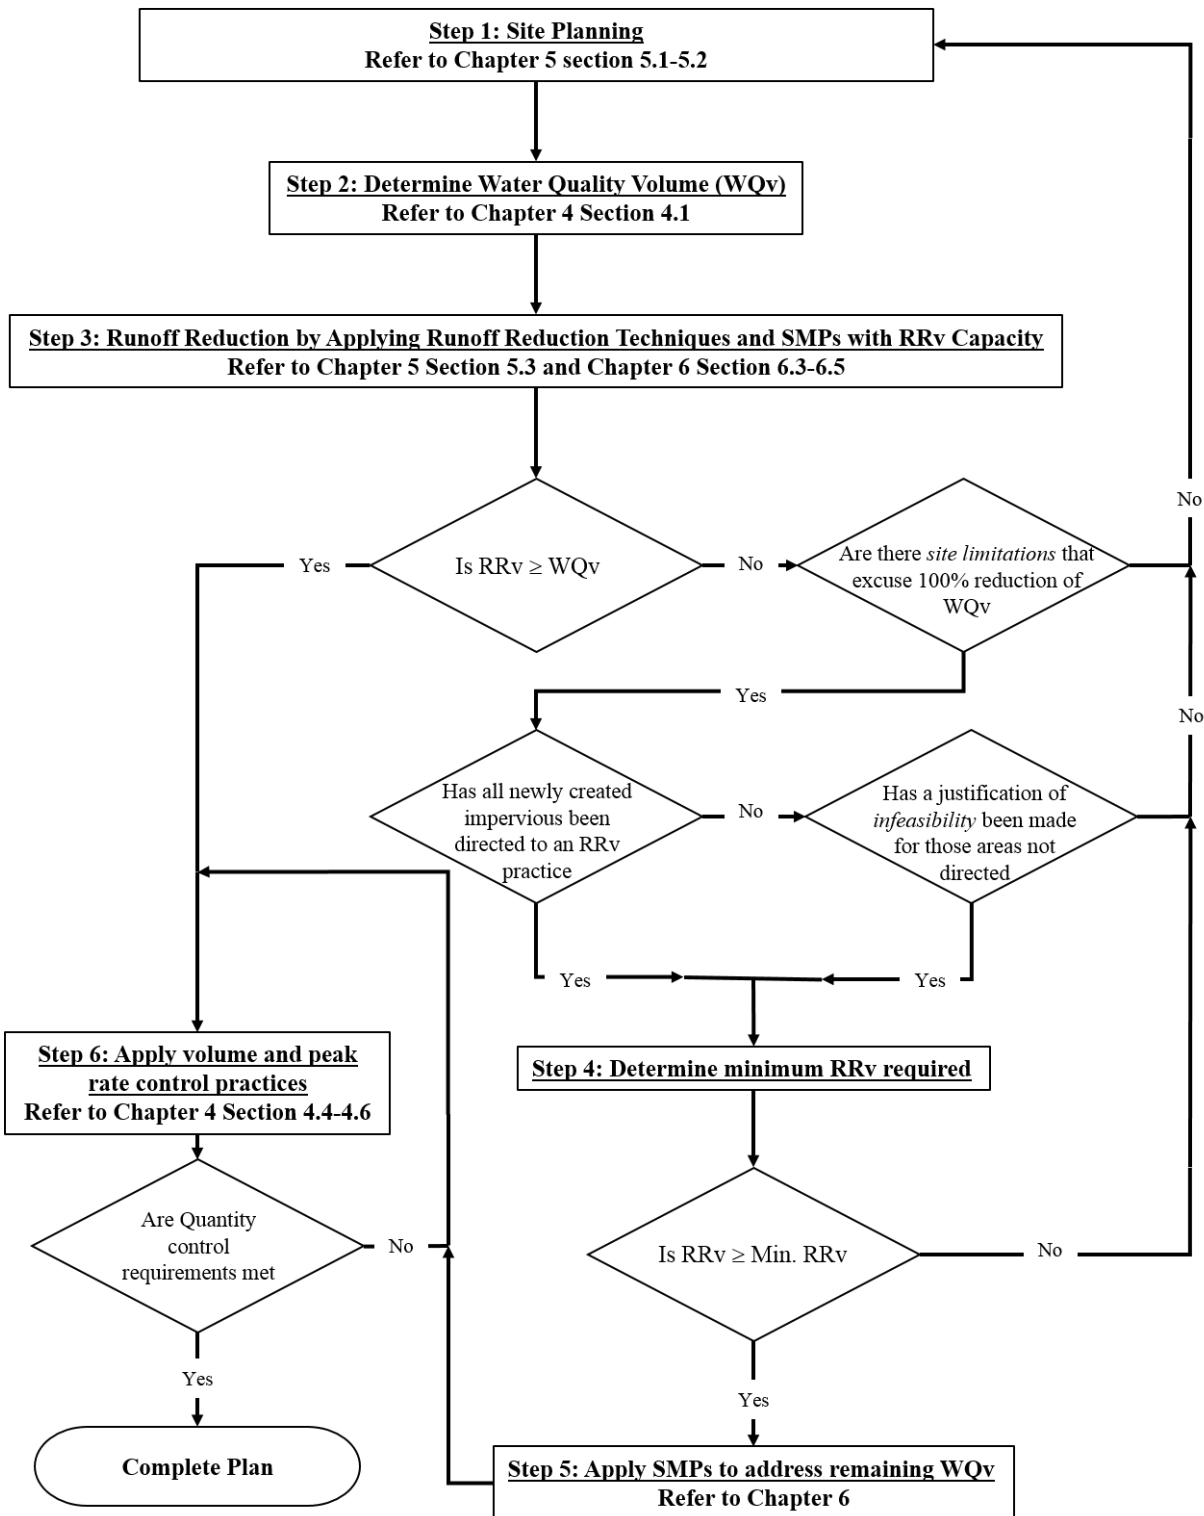 Step 1: Site Planning
Refer to Chapter 5 section 5.1-5.2
Step 2: Determine Water Quality Volume (WQv)
Refer to Chapter 4 Section 4.1
Step 3: Runoff Reduction by Applying Runoff Reduction Techniques and SMPs with RRv Capacity
Refer to Chapter 5 Section 5.3 and Chapter 6 Section 6.3-6.5
Yes
Is RRv ≥ WQv
No
Are there site limitations that
excuse 100% reduction of
WQv
No
Yes
Has all newly created
impervious been
directed to an RRv
practice
No
Has a justification of
infeasibility been made
for those areas not
directed
No
Yes
Yes
Step 4: Determine minimum RRv required
Is RRv ≥ Min. RRv
No
Yes
Step 5: Apply SMPs to address remaining WQv
Refer to Chapter 6
Step 6: Apply volume and peak
rate control practices
Refer to Chapter 4 Section 4.4-4.6
Are Quantity
control
requirements met
No
Yes
Complete Plan